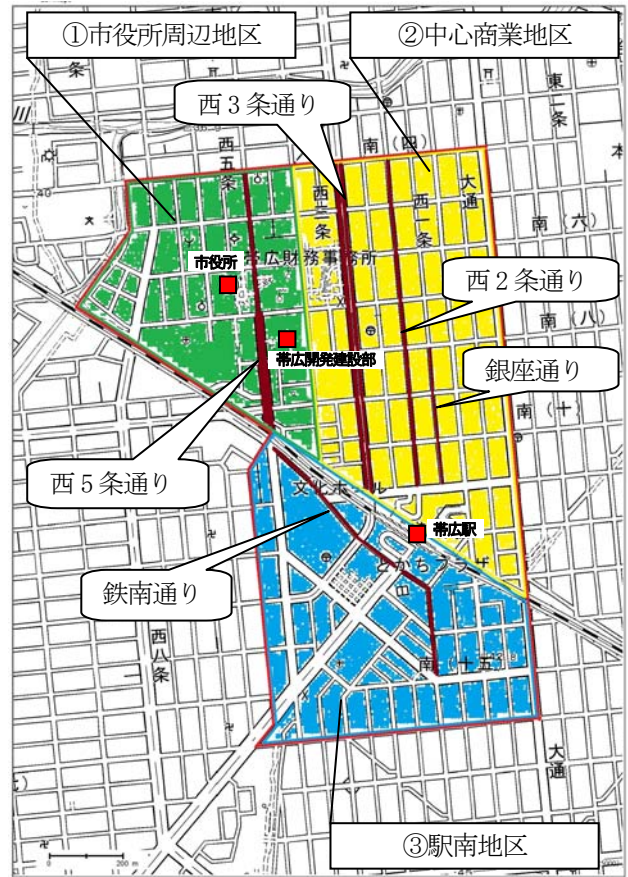 ①市役所周辺地区
②中心商業地区
西3条通り
南(四)
西五条
西三条
西一条
大通
東一条
本
条
40
市役所
帯広財務事務所
南(六)
西2条通り
南(八)
帯広開発建設部
銀座通り
南(十)
西5条通り
文化ホール
帯広駅
とかちプラザ
鉄南通り
西八条
南(十五
大通
③駅南地区
0
200 m